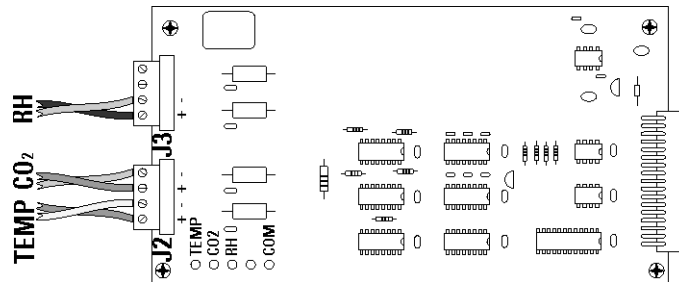 RH
CO₂
TEMP
J3
- +
J2
- + - +
TEMP
CO2
RH
COM